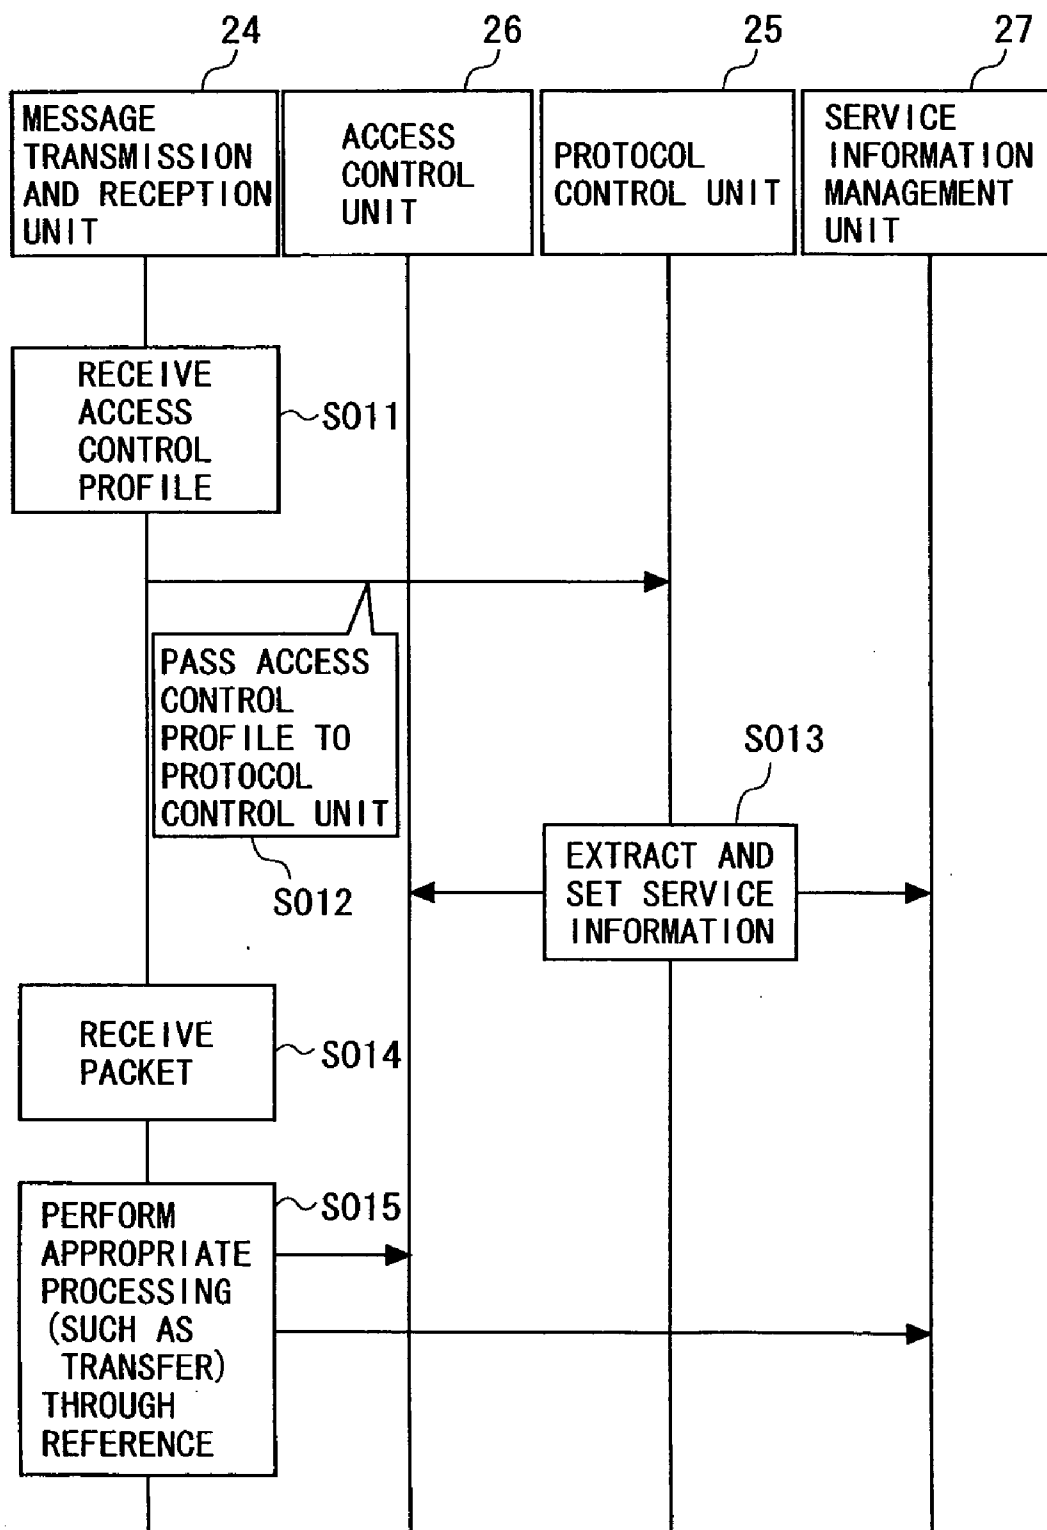 24
26
25
27
MESSAGE
TRANSMISSION
AND RECEPTION
UNIT
ACCESS
CONTROL
UNIT
PROTOCOL
CONTROL UNIT
SERVICE
INFORMATION
MANAGEMENT
UNIT
RECEIVE
ACCESS
CONTROL
PROFILE
S011
PASS ACCESS
CONTROL
PROFILE TO
PROTOCOL
CONTROL UNIT
S012
S013
EXTRACT AND
SET SERVICE
INFORMATION
RECEIVE
PACKET
S014
S015
PERFORM
APPROPRIATE
PROCESSING
(SUCH AS
TRANSFER)
THROUGH
REFERENCE